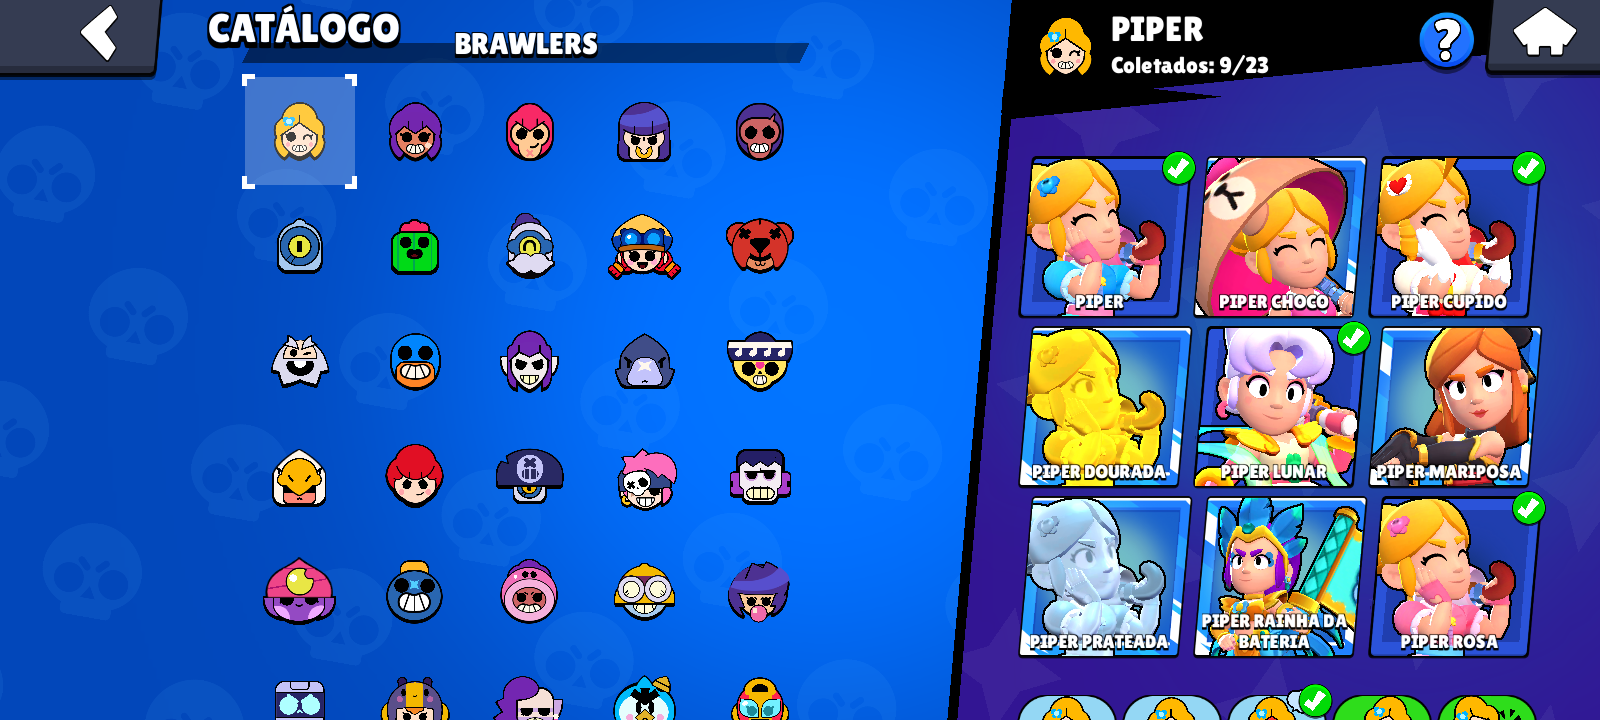 CATÁLOGO
BRAWLERS
PIPER
Coletados: 9/23
?
PIPER
PIPER CHOCO
PIPER CUPIDO
PIPER DOURADA
PIPER LUNAR
PIPER MARIPOSA
PIPER PRATEADA
PIPER RAINHA DA
BATERIA
PIPER ROSA